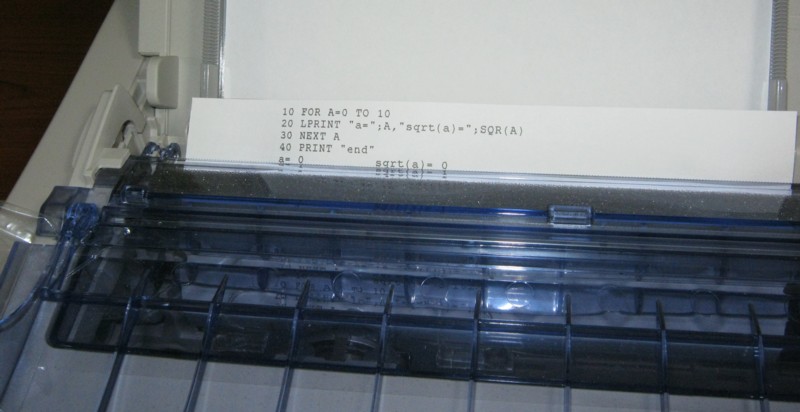 10 FOR A=0 TO 10
20 LPRINT "a=";A,"sqrt(a)=";SQR(A)
30 NEXT A
40 PRINT "end"
a= 0 sqrt(a)= 0